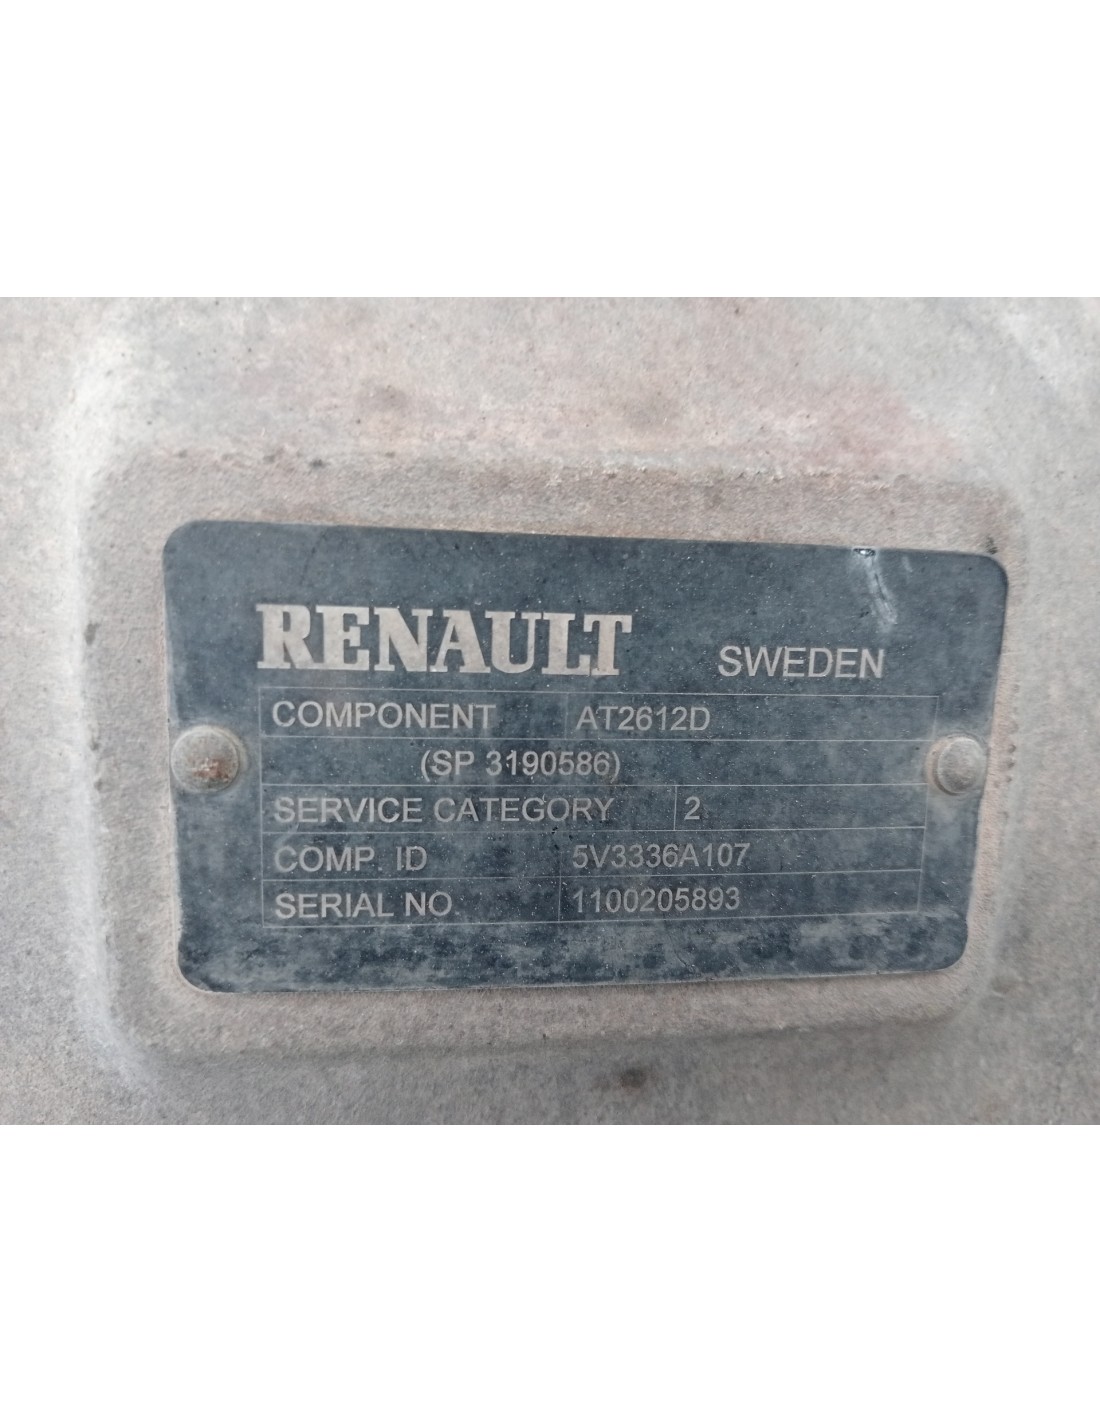 RENAULT SWEDEN
COMPONENT AT2612D
(SP 3190586)
SERVICE CATEGORY 2
COMP. ID 5V3336A107
SERIAL NO. 1100205893